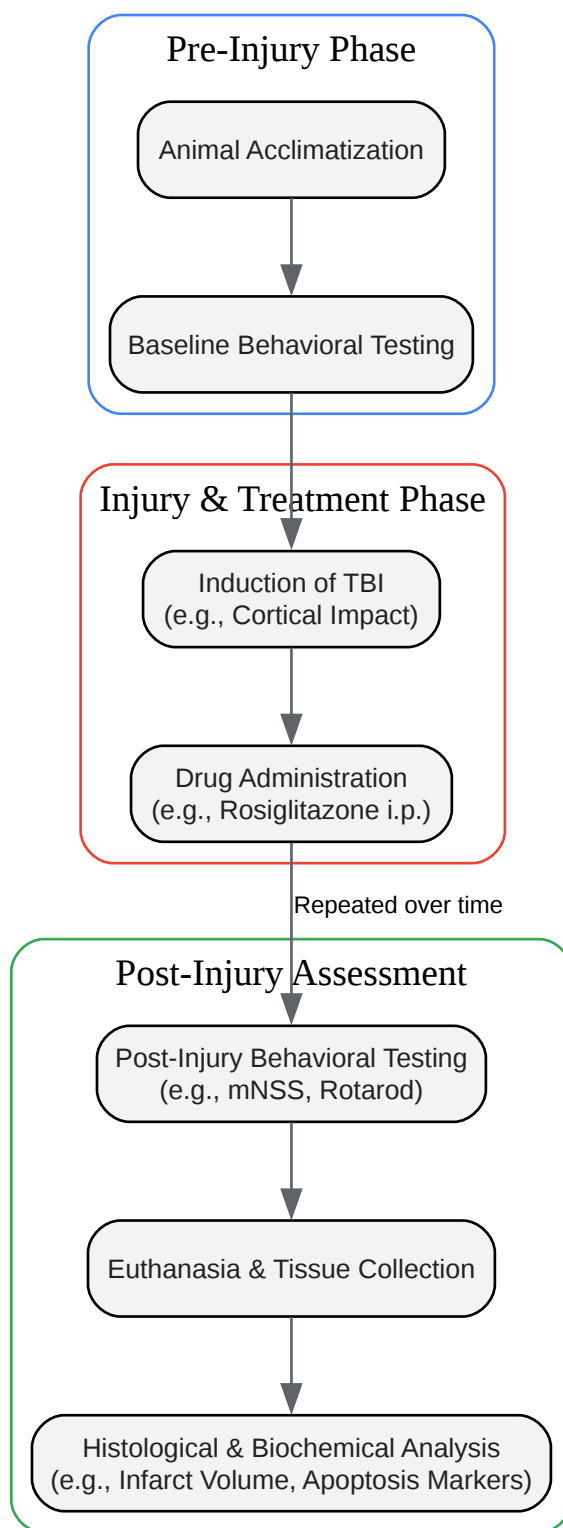 Pre-Injury Phase
Animal Acclimatization
Baseline Behavioral Testing
Injury & Treatment Phase
Induction of TBI
(e.g., Cortical Impact)
Drug Administration
(e.g., Rosiglitazone i.p.)
Repeated over time
Post-Injury Assessment
Post-Injury Behavioral Testing
(e.g., mNSS, Rotarod)
Euthanasia & Tissue Collection
Histological & Biochemical Analysis
(e.g., Infarct Volume, Apoptosis Markers)